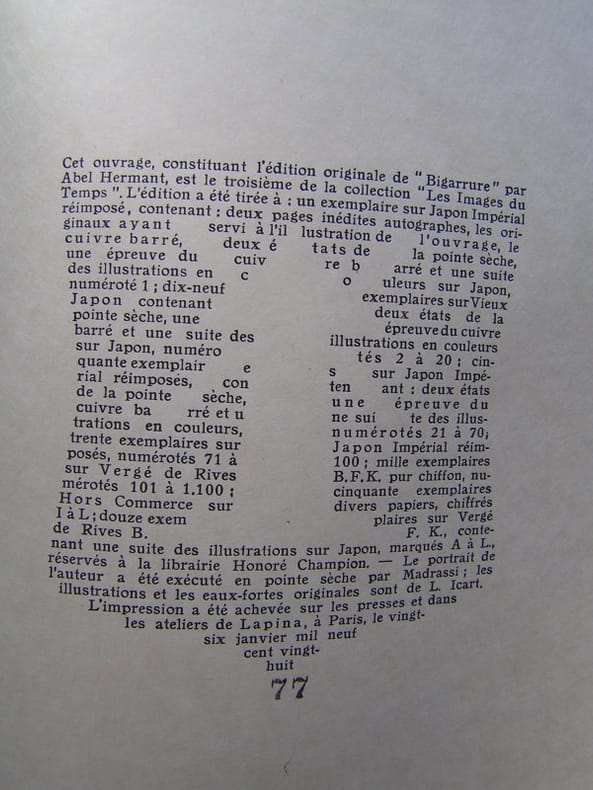 Cet ouvrage, constituant l'édition originale de " Bigarrure " par
Abel Hermant, est le troisième de la collection "Les Images du
Temps ". L'édition a été tirée à : un exemplaire sur Japon Impérial
réimposé, contenant : deux pages inédites autographes, les ori-
ginaux ayant servi à l'il lustration de l'ouvrage, le
cuivre barré, deux é tats de la pointe sèche,
une épreuve du cuiv re b arré et une suite
des illustrations en c o uleurs sur Japon,
numéroté 1 ; dix-neuf exemplaires sur Vieux
Japon contenant deux états de la
pointe sèche, une épreuve du cuivre
barré et une suite des illustrations en couleurs
sur Japon, numéro tés 2 à 20 ; cin-
quante exemplair e s sur Japon Impé-
rial réimposés, con ten ant : deux états
de la pointe sèche, une épreuve du
cuivre ba rré et u ne sui te des illus-
trations en couleurs, numérotés 21 à 70;
trente exemplaires sur Japon Impérial réim-
posés, numérotés 71 à 100 ; mille exemplaires
sur Vergé de Rives B.F.K. pur chiffon, nu-
mérotés 101 à 1.100 ; cinquante exemplaires
Hors Commerce sur divers papiers, chiffrés
I à L ; douze exem plaires sur Vergé
de Rives B. F. K., conte-
nant une suite des illustrations sur Japon, marqués A à L,
réservés à la librairie Honoré Champion. — Le portrait de
l'auteur a été exécuté en pointe sèche par Madrassi ; les
illustrations et les eaux-fortes originales sont de L. Icart.
L'impression a été achevée sur les presses et dans
les ateliers de Lapina, à Paris, le vingt-
six janvier mil neuf
cent vingt-
huit
77